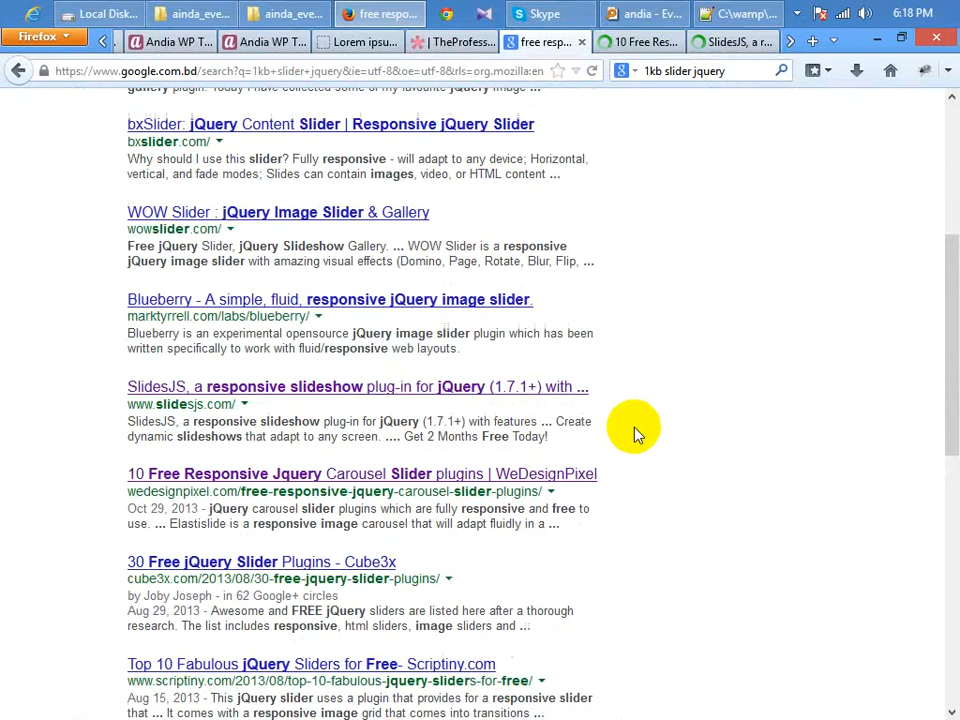 Local Disk...
ainda_eve...
ainda_eve...
free respo...
Skype
andia - Ev...
C:\wamp\...
6:18 PM
Firefox
Andia WP T...
Andia WP T...
Lorem ipsu...
| TheProfess...
free resp...
10 Free Res...
SlidesJS, a r...
https://www.google.com.bd/search?q=1kb+slider+jquery&ie=utf-8&oe=utf-8&rls=org.mozilla:en
1kb slider jquery
gallery plugin. Today I have collected some of my favourite jQuery Image ...
bxSlider: jQuery Content Slider | Responsive jQuery Slider
bxslider.com/
Why should I use this slider? Fully responsive - will adapt to any device; Horizontal,
vertical, and fade modes; Slides can contain images, video, or HTML content ...
WOW Slider : jQuery Image Slider & Gallery
wowslider.com/
Free jQuery Slider, jQuery Slideshow Gallery. ... WOW Slider is a responsive
jQuery image slider with amazing visual effects (Domino, Page, Rotate, Blur, Flip, ...
Blueberry - A simple, fluid, responsive jQuery image slider.
marktyrrell.com/labs/blueberry/
Blueberry is an experimental opensource jQuery image slider plugin which has been
written specifically to work with fluid/responsive web layouts.
SlidesJS, a responsive slideshow plug-in for jQuery (1.7.1+) with ...
www.slidesjs.com/
SlidesJS, a responsive slideshow plug-in for jQuery (1.7.1+) with features ... Create
dynamic slideshows that adapt to any screen. .... Get 2 Months Free Today!
10 Free Responsive Jquery Carousel Slider plugins | WeDesignPixel
wedesignpixel.com/free-responsive-jquery-carousel-slider-plugins/
Oct 29, 2013 - jQuery carousel slider plugins which are fully responsive and free to
use. ... Elastislide is a responsive image carousel that will adapt fluidly in a ...
30 Free jQuery Slider Plugins - Cube3x
cube3x.com/2013/08/30-free-jquery-slider-plugins/
by Joby Joseph - in 62 Google+ circles
Aug 29, 2013 - Awesome and FREE jQuery sliders are listed here after a thorough
research. The list includes responsive, html sliders, image sliders and ...
Top 10 Fabulous jQuery Sliders for Free- Scriptiny.com
www.scriptiny.com/2013/08/top-10-fabulous-jquery-sliders-for-free/
Aug 15, 2013 - This jQuery slider uses a plugin that provides for a responsive slider
that ... It comes with a responsive image grid that comes into transitions ...